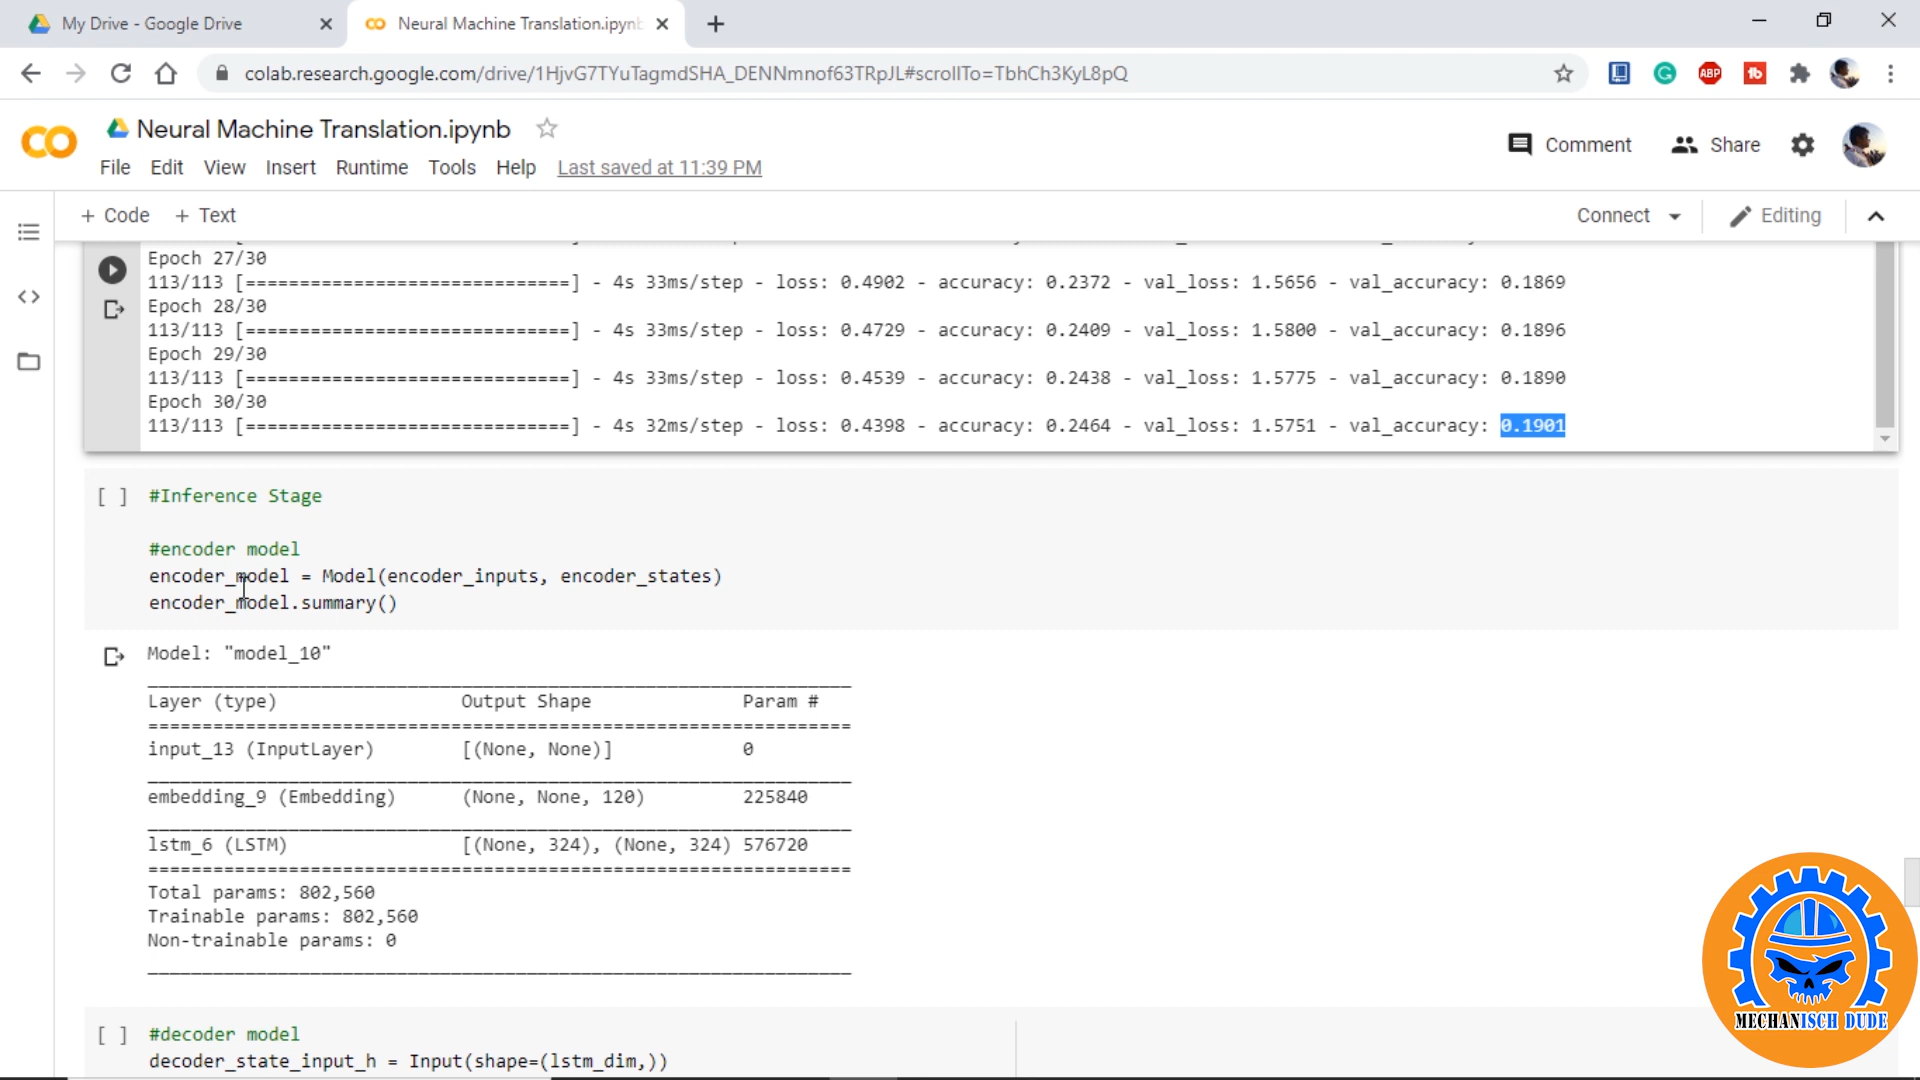 My Drive - Google Drive
Neural Machine Translation.ipynb
colab.research.google.com/drive/1HjvG7TYuTagmdSHA_DENNmnof63TRpJL#scrollTo=TbhCh3KyL8pQ
Neural Machine Translation.ipynb
Comment
Share
File Edit View Insert Runtime Tools Help Last saved at 11:39 PM
+ Code + Text
Connect
Editing
Epoch 27/30
113/113 [==============================] - 4s 33ms/step - loss: 0.4902 - accuracy: 0.2372 - val_loss: 1.5656 - val_accuracy: 0.1869
Epoch 28/30
113/113 [==============================] - 4s 33ms/step - loss: 0.4729 - accuracy: 0.2409 - val_loss: 1.5800 - val_accuracy: 0.1896
Epoch 29/30
113/113 [==============================] - 4s 33ms/step - loss: 0.4539 - accuracy: 0.2438 - val_loss: 1.5775 - val_accuracy: 0.1890
Epoch 30/30
113/113 [==============================] - 4s 32ms/step - loss: 0.4398 - accuracy: 0.2464 - val_loss: 1.5751 - val_accuracy: 0.1901
[ ] #Inference Stage
#encoder model
encoder_model = Model(encoder_inputs, encoder_states)
encoder_model.summary()
Model: "model_10"
Layer (type) Output Shape Param #
=================================================================
input_13 (InputLayer) [(None, None)] 0
embedding_9 (Embedding) (None, None, 120) 225840
lstm_6 (LSTM) [(None, 324), (None, 324) 576720
=================================================================
Total params: 802,560
Trainable params: 802,560
Non-trainable params: 0
[ ] #decoder model
decoder_state_input_h = Input(shape=(lstm_dim,))
ABP
MECHANISCH DUDE